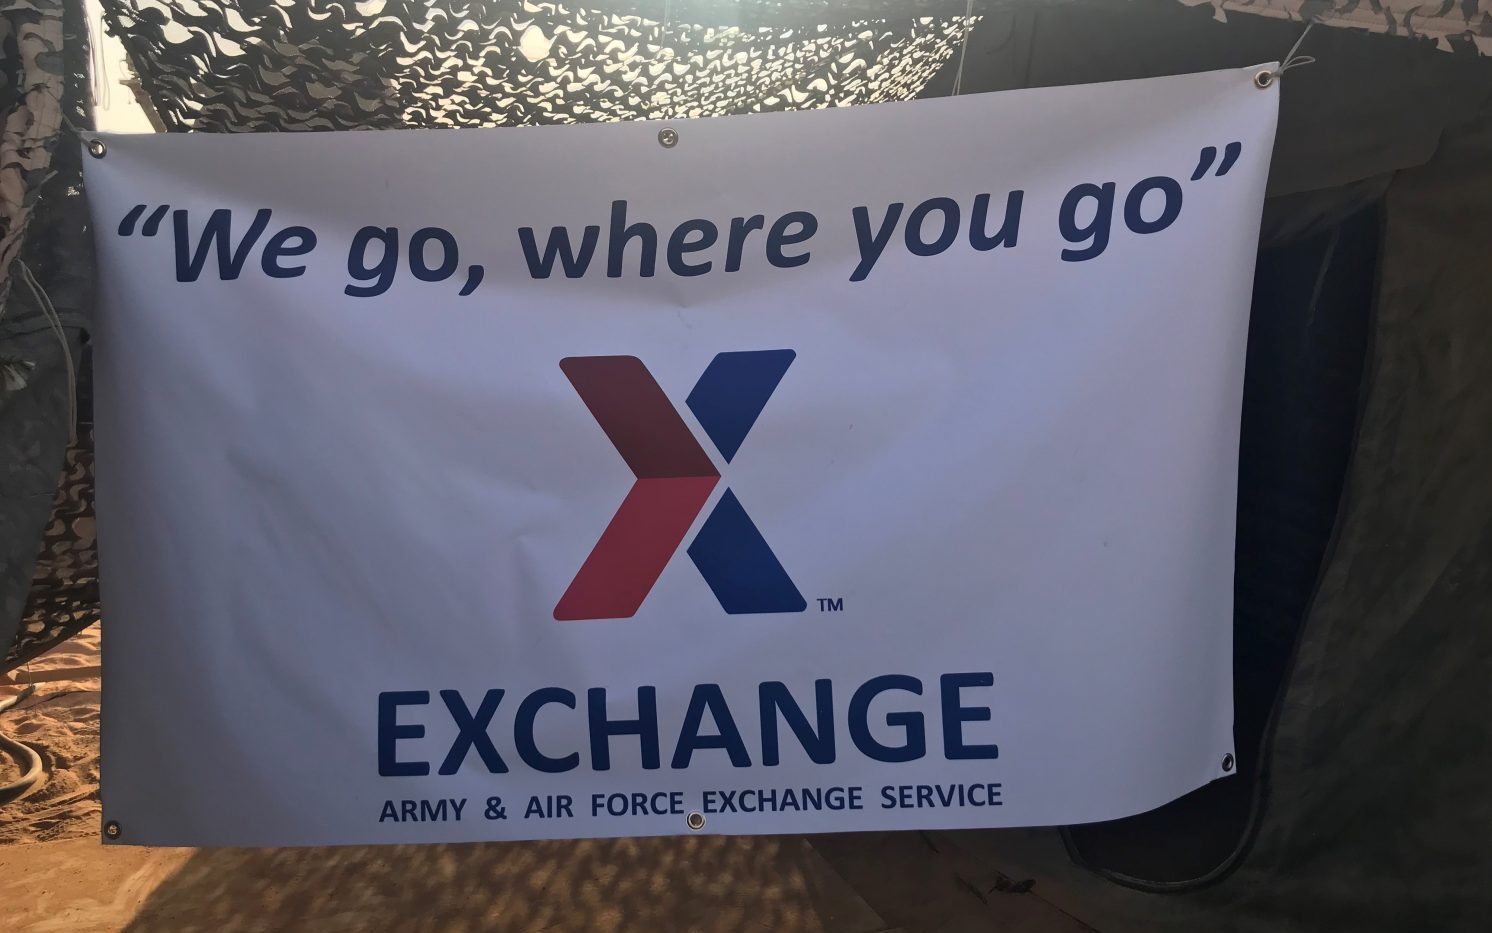 “We go, where you go”
TM
EXCHANGE
ARMY & AIR FORCE EXCHANGE SERVICE